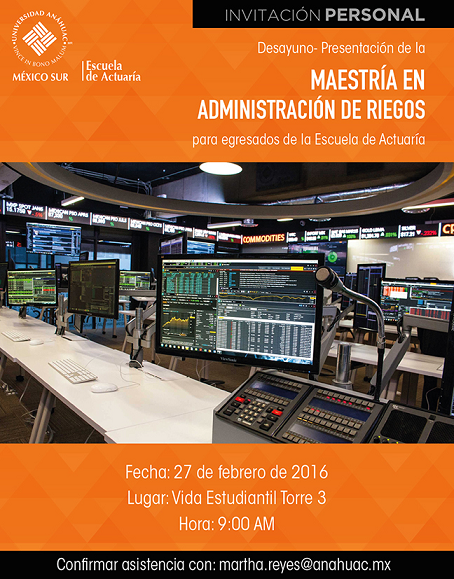 INVITACIÓN PERSONAL
UNIVERSIDAD ANÁHUAC
VINCE IN BONO MALUM
MÉXICO SUR
Escuela
de Actuaría
Desayuno- Presentación de la
MAESTRÍA EN
ADMINISTRACIÓN DE RIEGOS
para egresados de la Escuela de Actuaría
COMMODITIES
Fecha: 27 de febrero de 2016
Lugar: Vida Estudiantil Torre 3
Hora: 9:00 AM
Confirmar asistencia con: martha.reyes@anahuac.mx